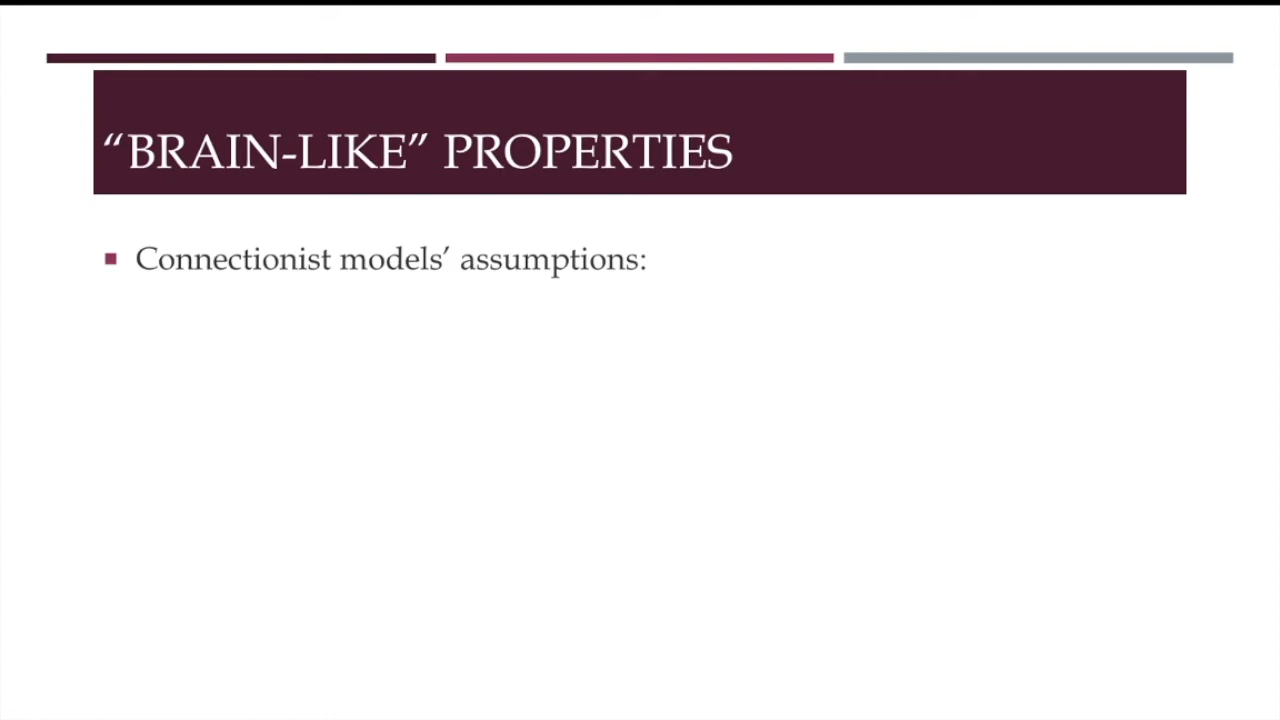 “BRAIN-LIKE” PROPERTIES
Connectionist models’ assumptions: